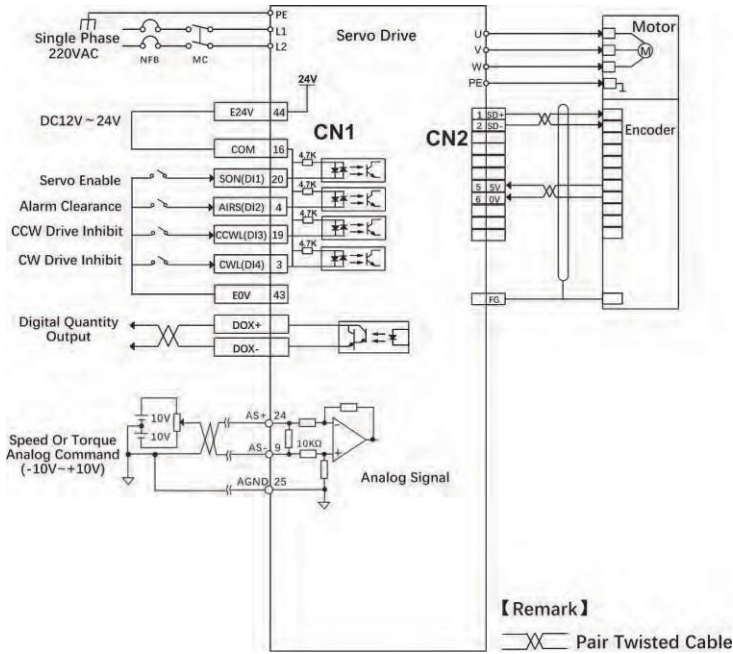 PE
Single Phase
220VAC
L1
L2
NFB
MC
Servo Drive
U
V
W
PE
Motor
M
24V
E24V 44
DC12V~24V
CN1
CN2
COM 16
4.7K
Servo Enable
SON(DI1) 20
4.7K
Alarm Clearance
AIRS(DI2) 4
4.7K
CCW Drive Inhibit
CCWL(DI3) 19
4.7K
CW Drive Inhibit
CWL(DI4) 3
E0V 43
1 SD+
2 SD-
5 5V
6 0V
Encoder
FG
Digital Quantity
Output
DOX+
DOX-
10V
10V
Speed Or Torque
Analog Command
(-10V~+10V)
AS+ 24
AS- 9
10KΩ
-
+
AGND 25
Analog Signal
【Remark】
Pair Twisted Cable